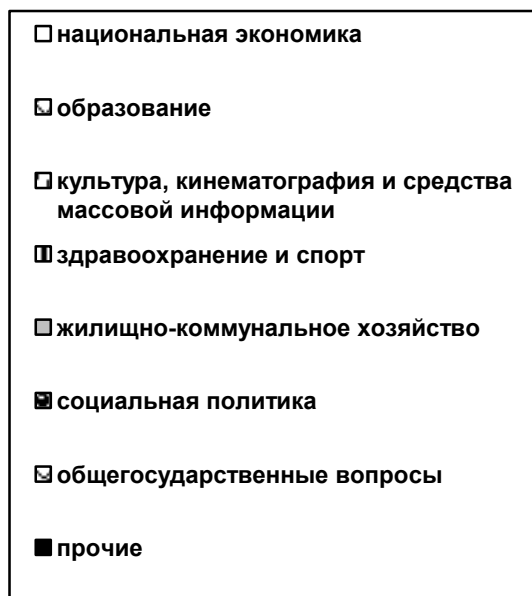 национальная экономика
образование
культура, кинематография и средства
массовой информации
здравоохранение и спорт
жилищно-коммунальное хозяйство
социальная политика
общегосударственные вопросы
прочие